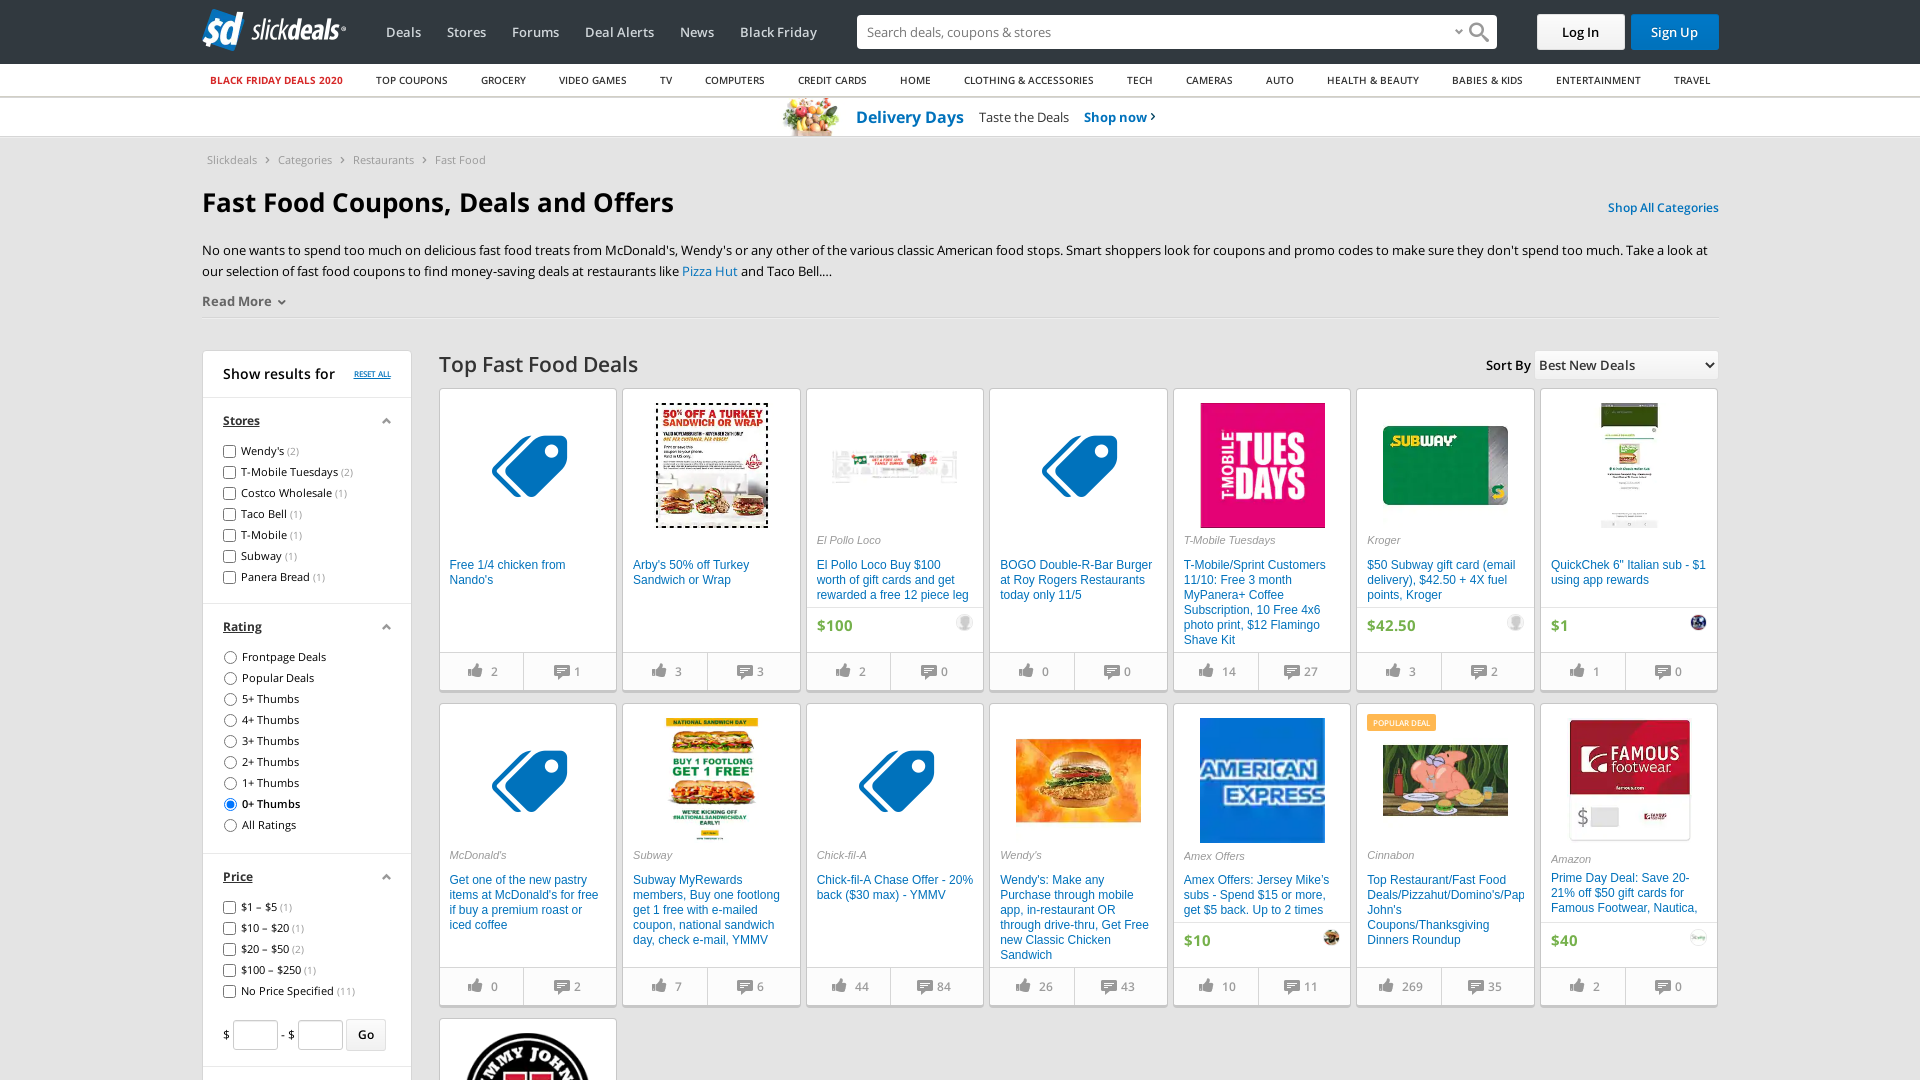 sd slickdeals
Deals Stores Forums Deal Alerts News Black Friday
Search deals, coupons & stores
Log In Sign Up
BLACK FRIDAY DEALS 2020 TOP COUPONS GROCERY VIDEO GAMES TV COMPUTERS CREDIT CARDS HOME CLOTHING & ACCESSORIES TECH CAMERAS AUTO HEALTH & BEAUTY BABIES & KIDS ENTERTAINMENT TRAVEL
Delivery Days Taste the Deals Shop now
Slickdeals Categories Restaurants Fast Food
Fast Food Coupons, Deals and Offers
Shop All Categories
No one wants to spend too much on delicious fast food treats from McDonald's, Wendy's or any other of the various classic American food stops. Smart shoppers look for coupons and promo codes to make sure they don't spend too much. Take a look at
our selection of fast food coupons to find money-saving deals at restaurants like Pizza Hut and Taco Bell....
Read More
Show results for RESET ALL
Stores
Wendy's (2)
T-Mobile Tuesdays (2)
Costco Wholesale (1)
Taco Bell (1)
T-Mobile (1)
Subway (1)
Panera Bread (1)
Rating
Frontpage Deals
Popular Deals
5+ Thumbs
4+ Thumbs
3+ Thumbs
2+ Thumbs
1+ Thumbs
0+ Thumbs
All Ratings
Price
$1 – $5 (1)
$10 – $20 (1)
$20 – $50 (2)
$100 – $250 (1)
No Price Specified (11)
$ - $ Go
Top Fast Food Deals
Sort By Best New Deals
Free 1/4 chicken from
Nando's
2 1
50% OFF A TURKEY
SANDWICH OR WRAP
Arby's 50% off Turkey
Sandwich or Wrap
3 3
El Pollo Loco
El Pollo Loco Buy $100
worth of gift cards and get
rewarded a free 12 piece leg
$100
2 0
BOGO Double-R-Bar Burger
at Roy Rogers Restaurants
today only 11/5
0 0
T-MOBILE
TUES
DAYS
T-Mobile Tuesdays
T-Mobile/Sprint Customers
11/10: Free 3 month
MyPanera+ Coffee
Subscription, 10 Free 4x6
photo print, $12 Flamingo
Shave Kit
14 27
SUBWAY
Kroger
$50 Subway gift card (email
delivery), $42.50 + 4X fuel
points, Kroger
$42.50
3 2
QuickChek 6" Italian sub - $1
using app rewards
$1
1 0
McDonald's
Get one of the new pastry
items at McDonald's for free
if buy a premium roast or
iced coffee
0 2
NATIONAL SANDWICH DAY
BUY 1 FOOTLONG
GET 1 FREE
WE'RE KICKING OFF
#NATIONALSANDWICHDAY
EARLY!
Subway
Subway MyRewards
members, Buy one footlong
get 1 free with e-mailed
coupon, national sandwich
day, check e-mail, YMMV
7 6
Chick-fil-A
Chick-fil-A Chase Offer - 20%
back ($30 max) - YMMV
44 84
Wendy's
Wendy's: Make any
Purchase through mobile
app, in-restaurant OR
through drive-thru, Get Free
new Classic Chicken
Sandwich
26 43
AMERICAN
EXPRESS
Amex Offers
Amex Offers: Jersey Mike's
subs - Spend $15 or more,
get $5 back. Up to 2 times
$10
10 11
POPULAR DEAL
Cinnabon
Top Restaurant/Fast Food
Deals/Pizzahut/Domino's/Pap
John's
Coupons/Thanksgiving
Dinners Roundup
269 35
FAMOUS
footwear
famous.com
$
Amazon
Prime Day Deal: Save 20-
21% off $50 gift cards for
Famous Footwear, Nautica,
$40
2 0
JIMMY JOHN'S